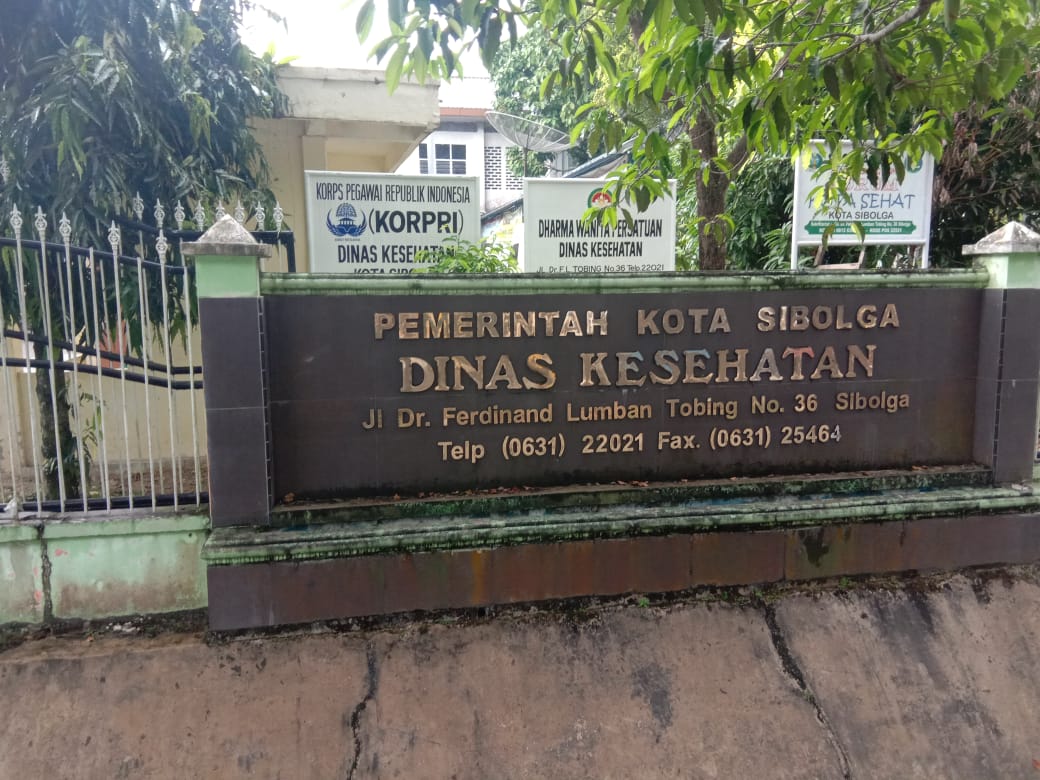 KORPS PEGAWAI REPUBLIK INDONESIA
(KORPRI)
DINAS KESEHATAN
KOTA
DHARMA WANITA PERSATUAN
DINAS KESEHATAN
JL. Dr. F.L. TOBING No.36 Telp 22021
SEHAT
KOTA SIBOLGA
PEMERINTAH KOTA SIBOLGA
DINAS KESEHATAN
Jl Dr. Ferdinand Lumban Tobing No. 36 Sibolga
Telp (0631) 22021 Fax. (0631) 25464